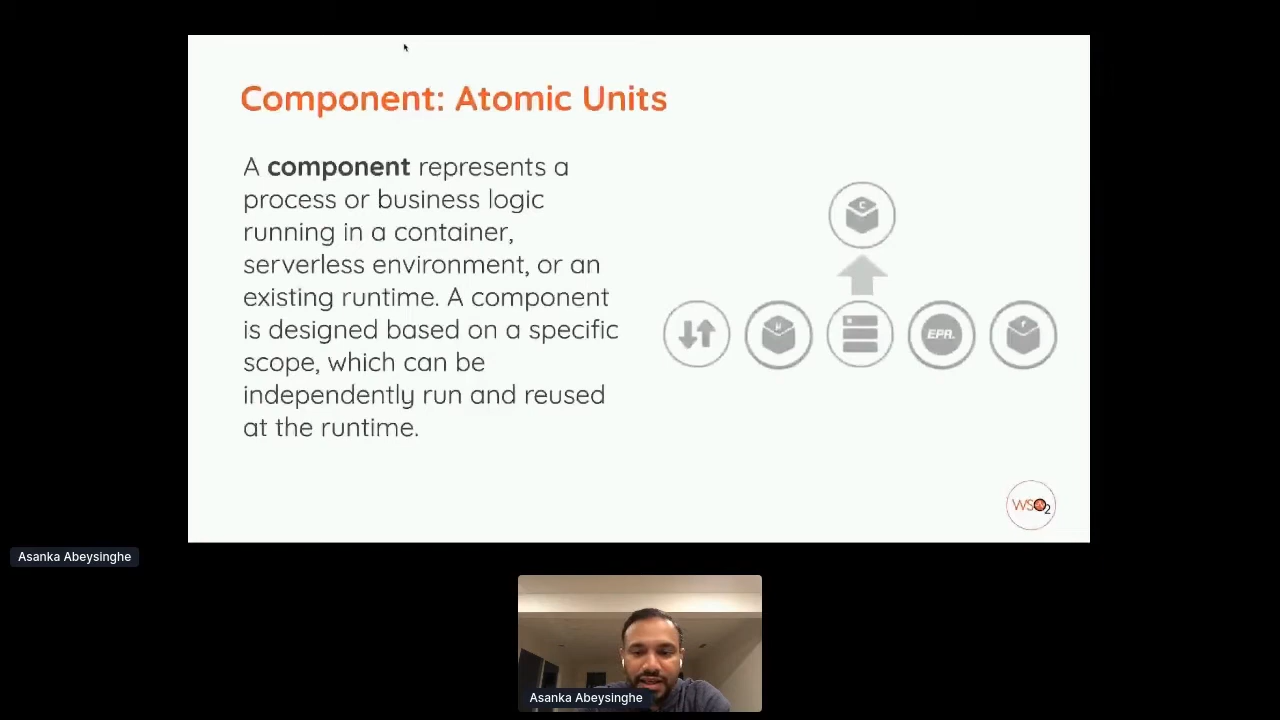 Component: Atomic Units
A component represents a
process or business logic
running in a container,
serverless environment, or an
existing runtime. A component
is designed based on a specific
scope, which can be
independently run and reused
at the runtime.
C
EPR.
WSO2
Asanka Abeysinghe
Asanka Abeysinghe